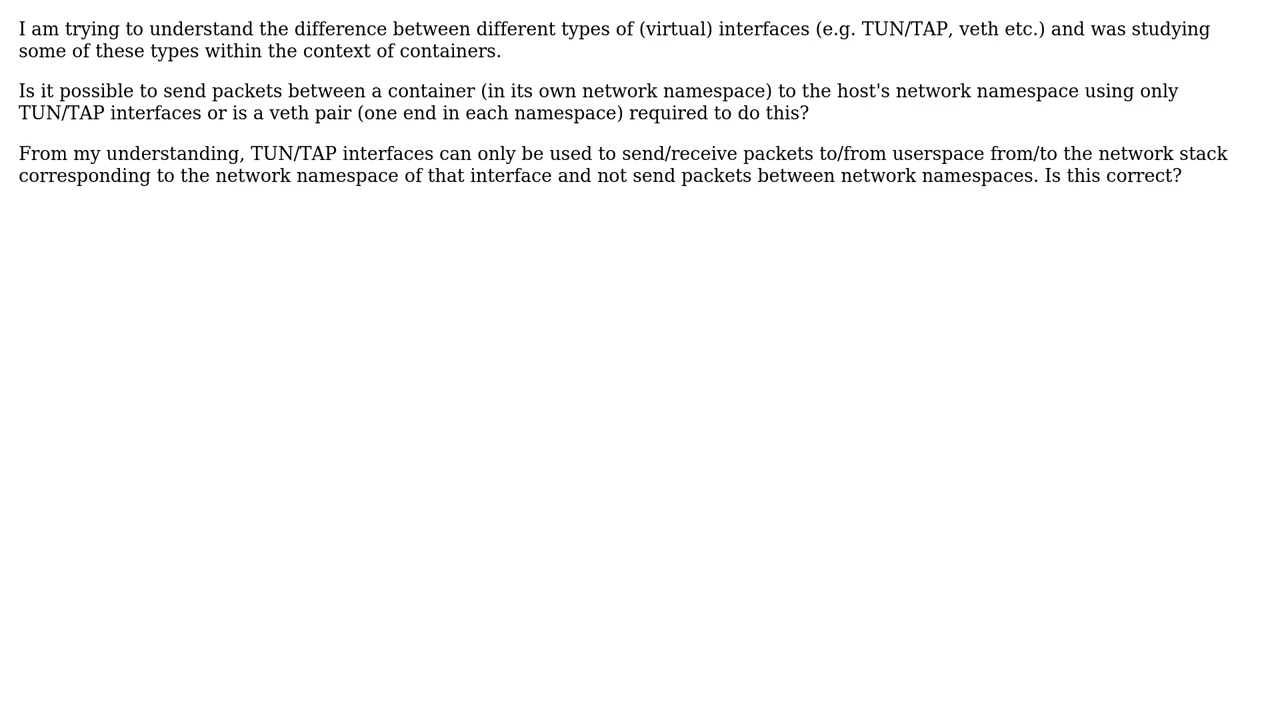 I am trying to understand the difference between different types of (virtual) interfaces (e.g. TUN/TAP, veth etc.) and was studying
some of these types within the context of containers.
Is it possible to send packets between a container (in its own network namespace) to the host's network namespace using only
TUN/TAP interfaces or is a veth pair (one end in each namespace) required to do this?
From my understanding, TUN/TAP interfaces can only be used to send/receive packets to/from userspace from/to the network stack
corresponding to the network namespace of that interface and not send packets between network namespaces. Is this correct?